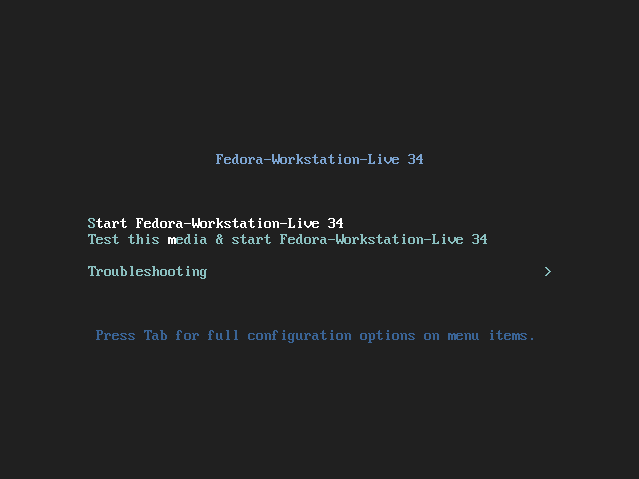 Fedora-Workstation-Live 34
Start Fedora-Workstation-Live 34
Test this media & start Fedora-Workstation-Live 34
Troubleshooting >
Press Tab for full configuration options on menu items.